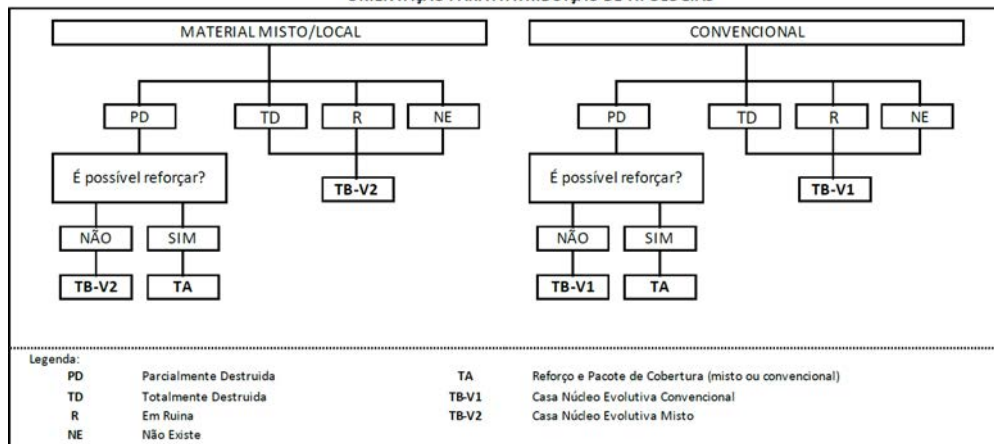 MATERIAL MISTO/LOCAL
CONVENCIONAL
PD
TD
R
NE
PD
TD
R
NE
É possível reforçar?
TB-V2
É possível reforçar?
TB-V1
NÃO
SIM
NÃO
SIM
TB-V2
TA
TB-V1
TA
Legenda:
PD Parcialmente Destruida TA Reforço e Pacote de Cobertura (misto ou convencional)
TD Totalmente Destruida TB-V1 Casa Núcleo Evolutiva Convencional
R Em Ruina TB-V2 Casa Núcleo Evolutiva Misto
NE Não Existe